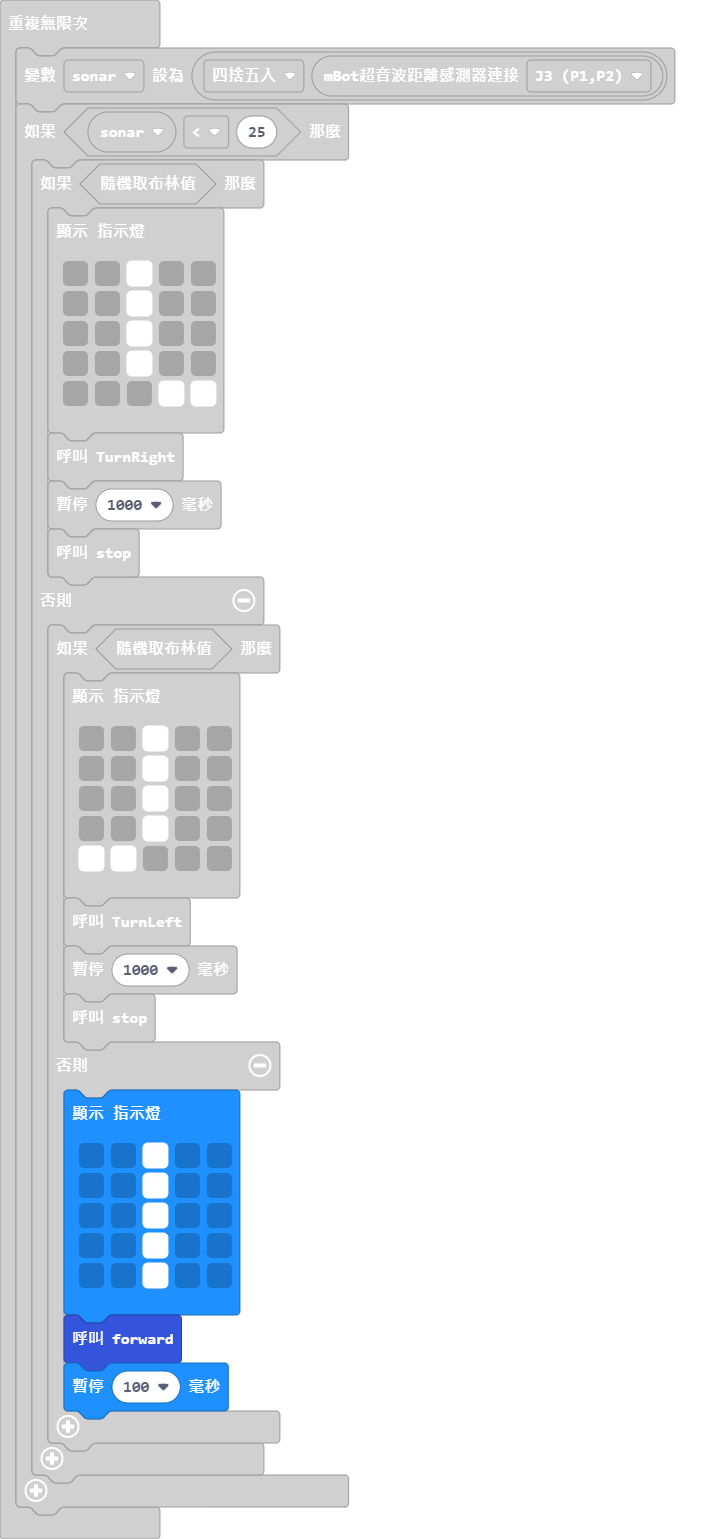 重複無限次
變數 sonar 設為 四捨五入 mBot超音波距離感測器連接 J3 (P1,P2)
如果 sonar < 25 那麼
如果 隨機取布林值 那麼
顯示 指示燈
呼叫 TurnRight
暫停 1000 毫秒
呼叫 stop
否則
如果 隨機取布林值 那麼
顯示 指示燈
呼叫 TurnLeft
暫停 1000 毫秒
呼叫 stop
否則
顯示 指示燈
呼叫 forward
暫停 100 毫秒